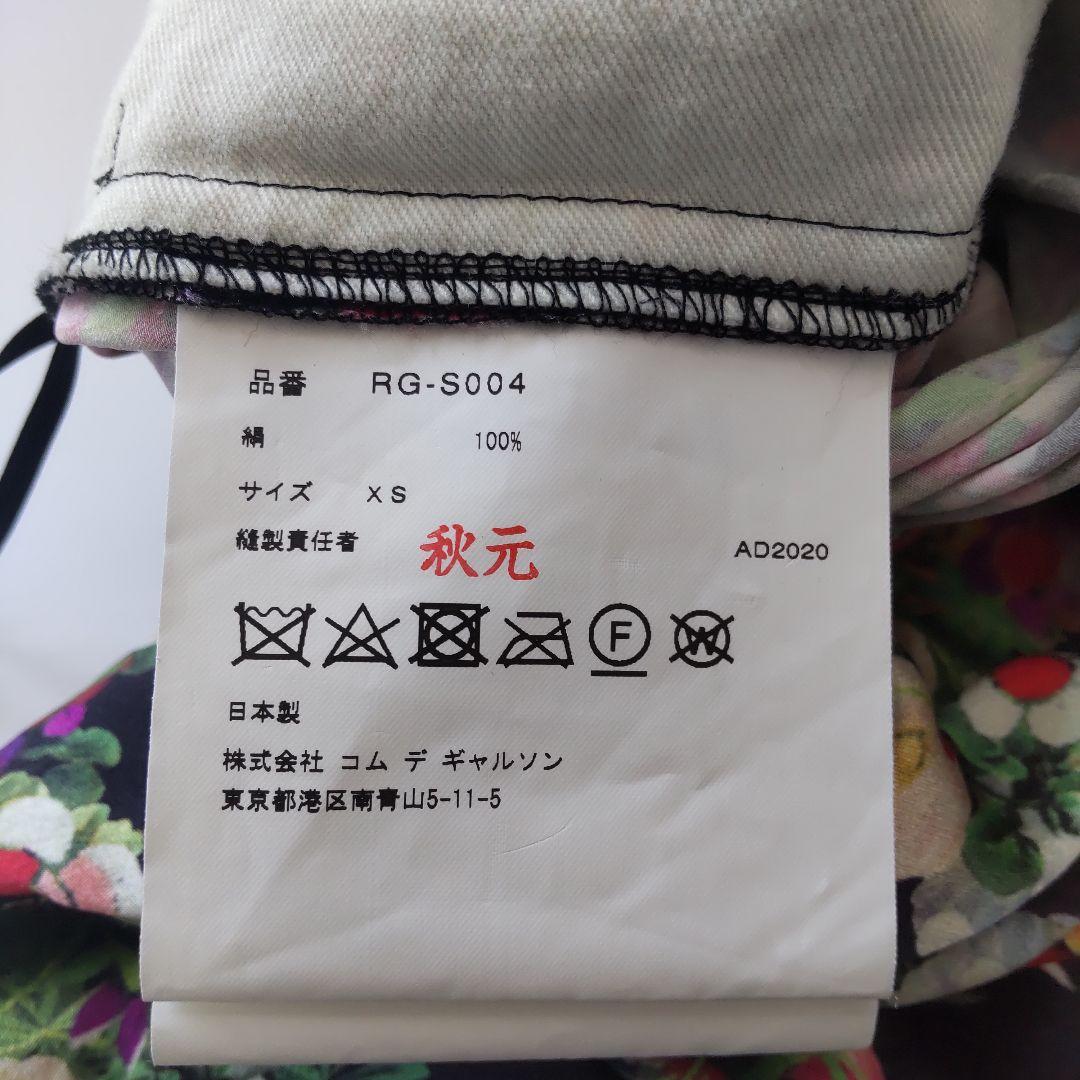 品番 RG-S004
絹 100%
サイズ XS
縫製責任者 秋元 AD2020
F W
日本製
株式会社 コム デ ギャルソン
東京都港区南青山5-11-5